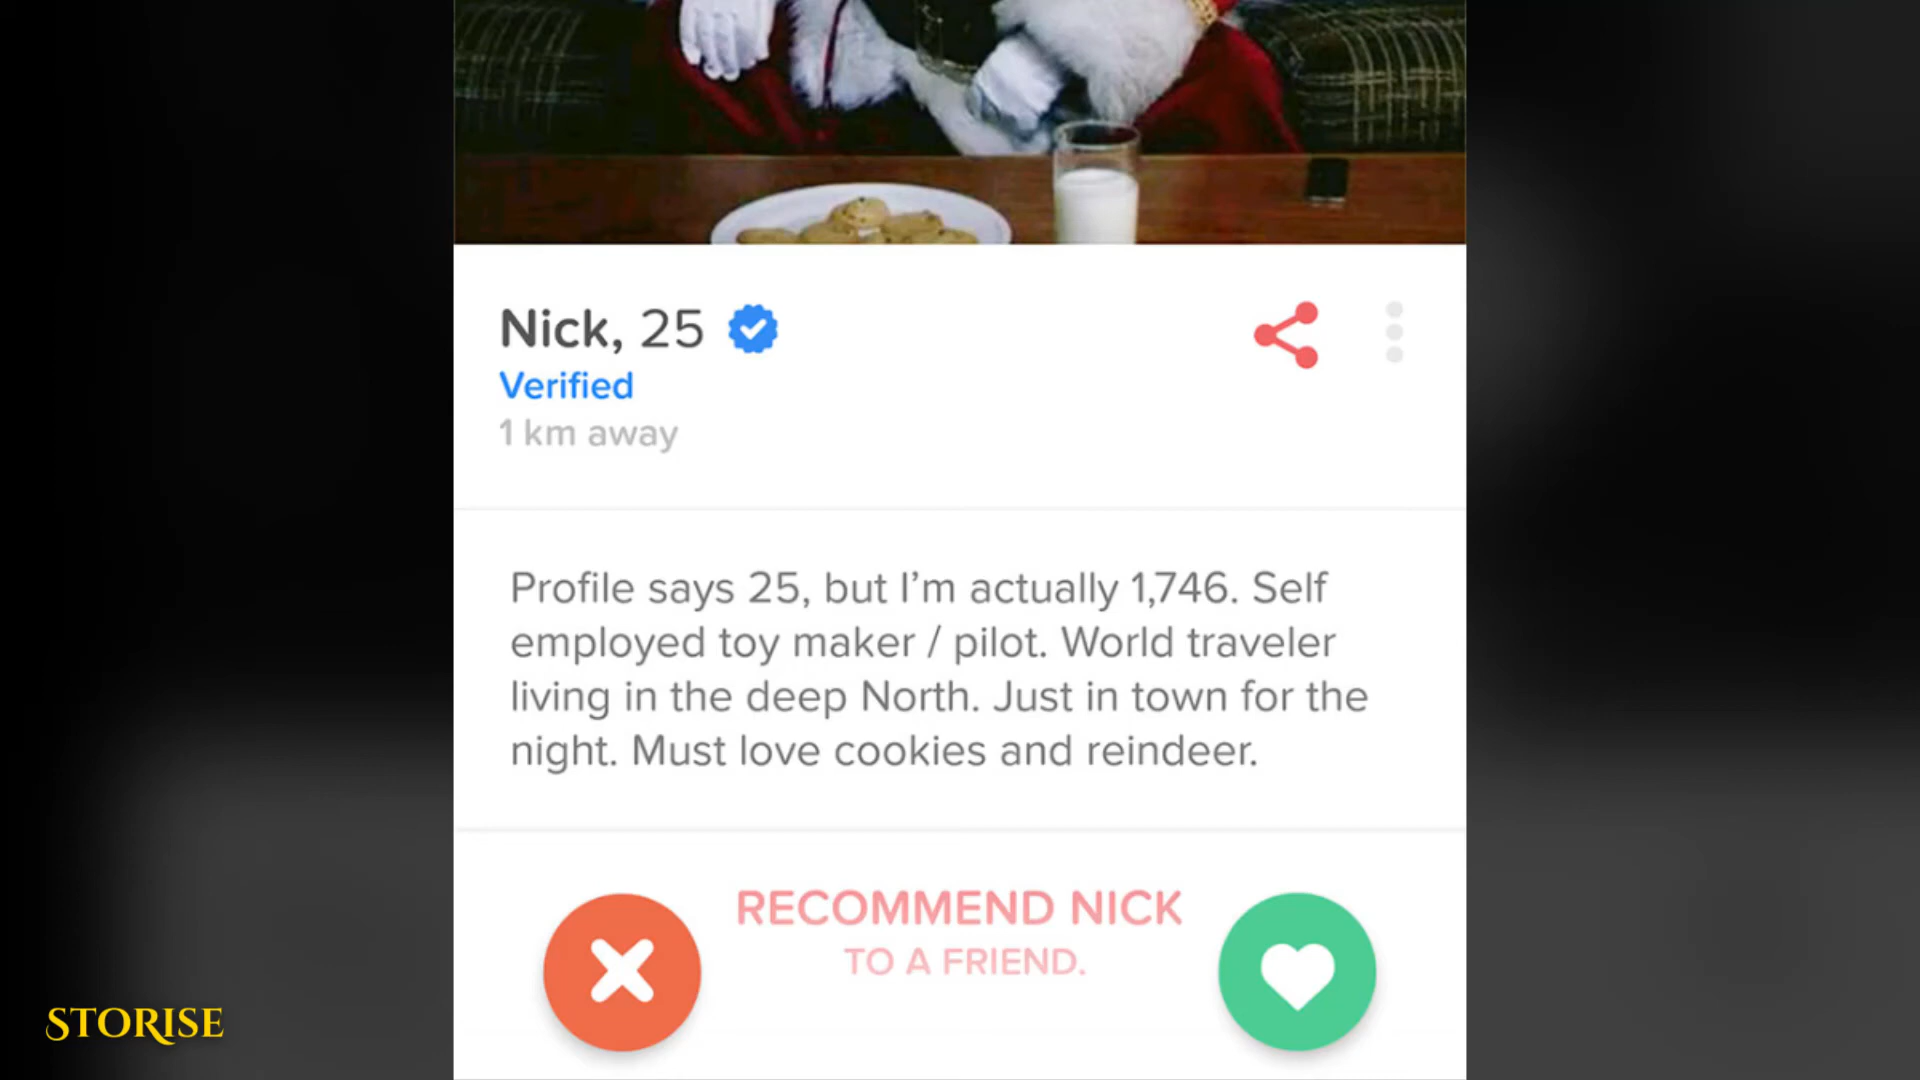 Nick, 25
Verified
1 km away
Profile says 25, but I’m actually 1,746. Self
employed toy maker / pilot. World traveler
living in the deep North. Just in town for the
night. Must love cookies and reindeer.
RECOMMEND NICK
TO A FRIEND.
STORISE